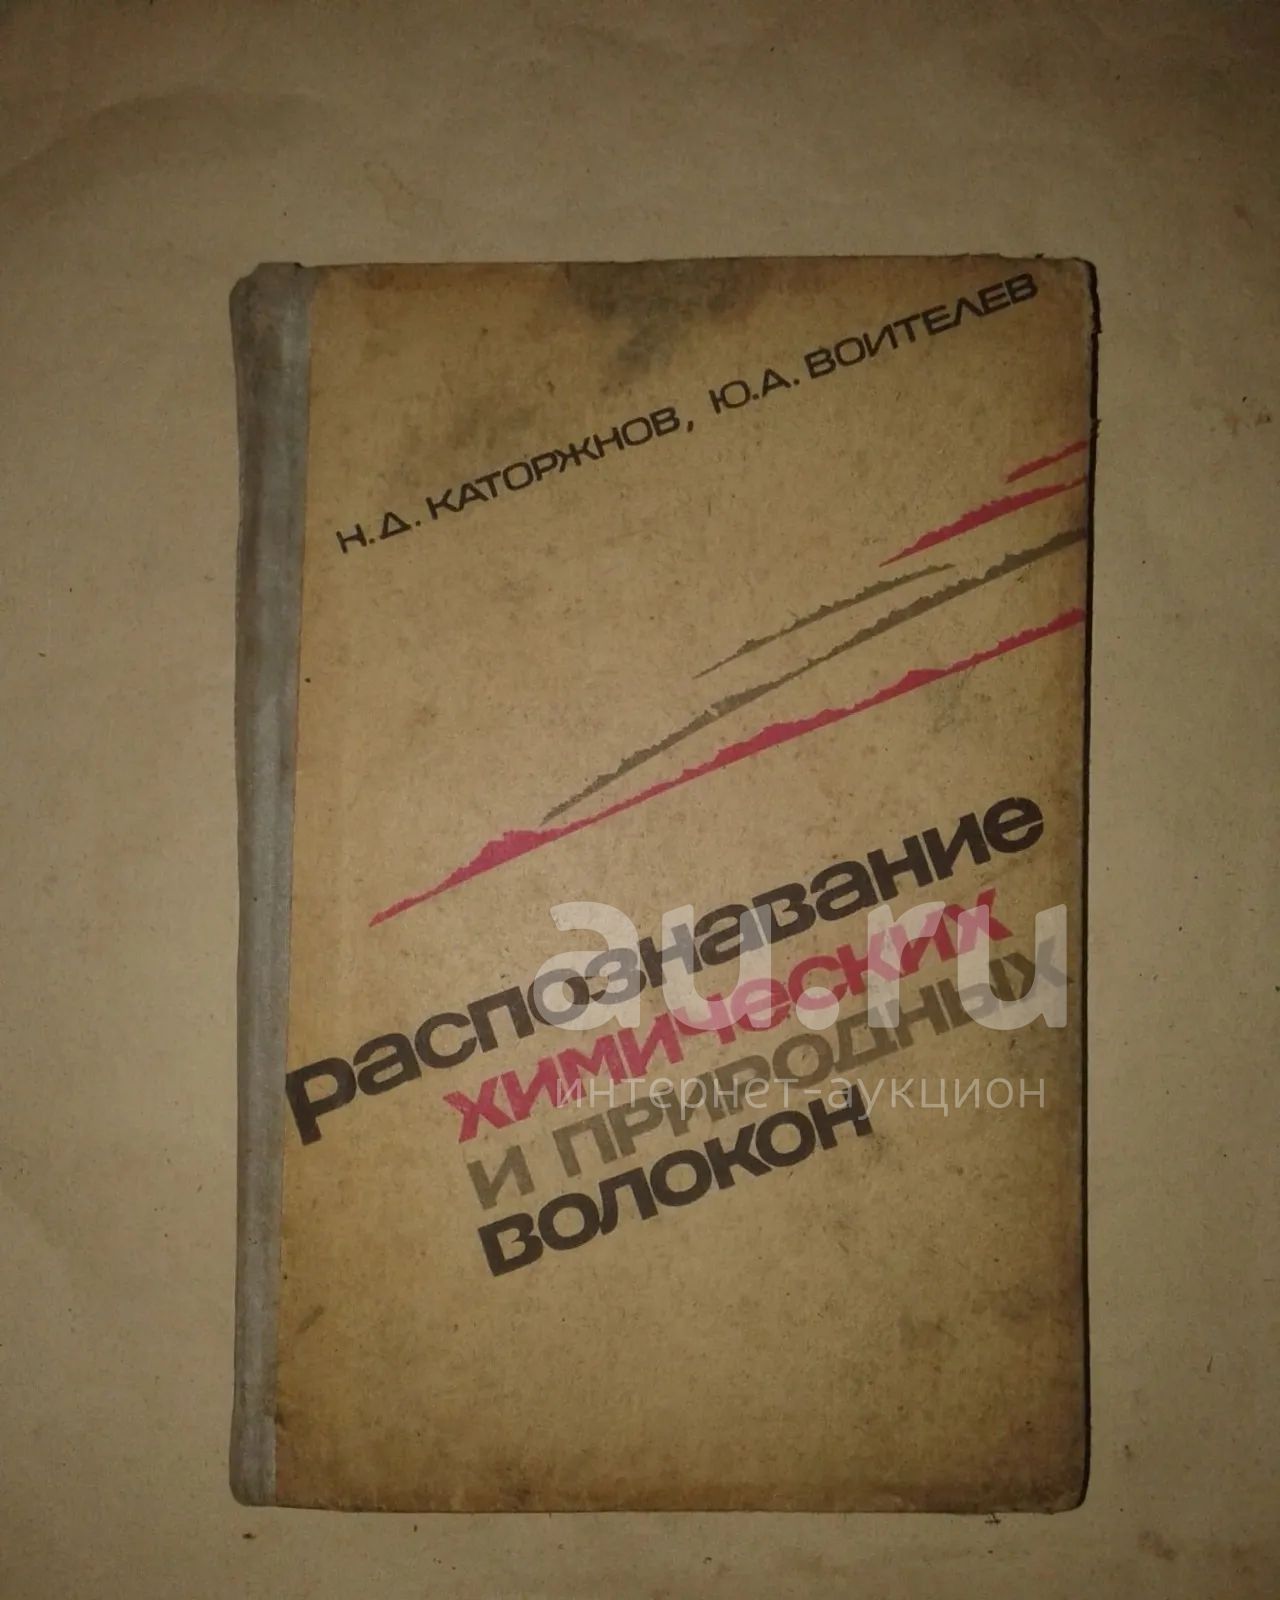 Н.Д. КАТОРЖНОВ, Ю.А. ВОИТЕЛЕВ
Распознавание
химических
и природных
волокон
au.ru
интернет-аукцион